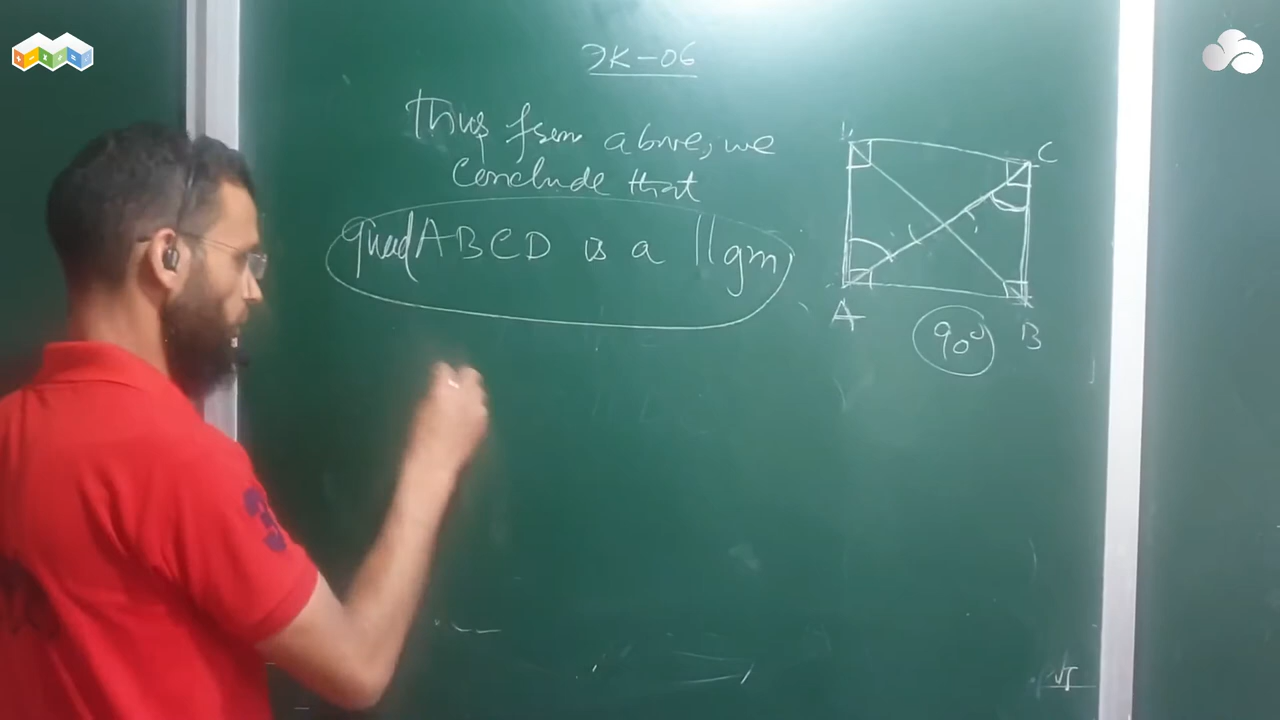 JK-06
Thus from above, we
Conclude that
quad ABCD is a ||gm
C
A
B
90°